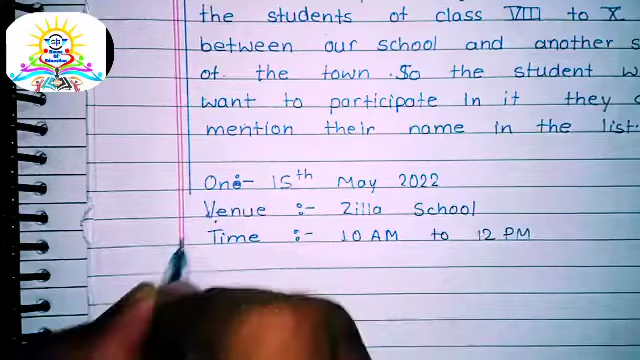 the students of class VIII to X
between our school and another
of the town . So the student
want to participate In it they
mention their name in the list.
On:- 15th May 2022
Venue :- Zilla School
Time :- 10 AM to 12 PM